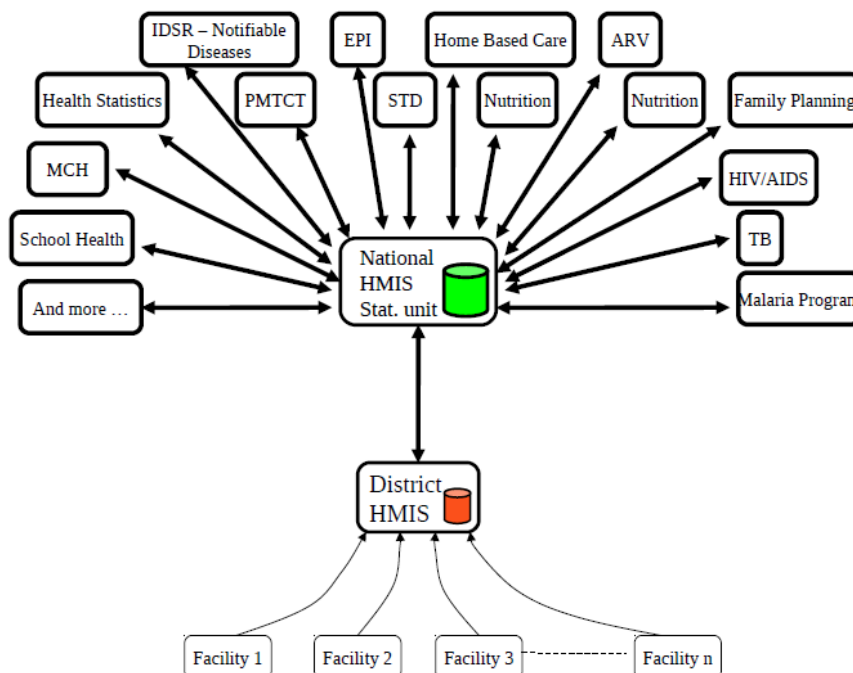 IDSR – Notifiable
Diseases
EPI
Home Based Care
ARV
Health Statistics
PMTCT
STD
Nutrition
Nutrition
Family Planning
MCH
HIV/AIDS
School Health
TB
And more …
Malaria Program
National
HMIS
Stat. unit
District
HMIS
Facility 1
Facility 2
Facility 3
Facility n